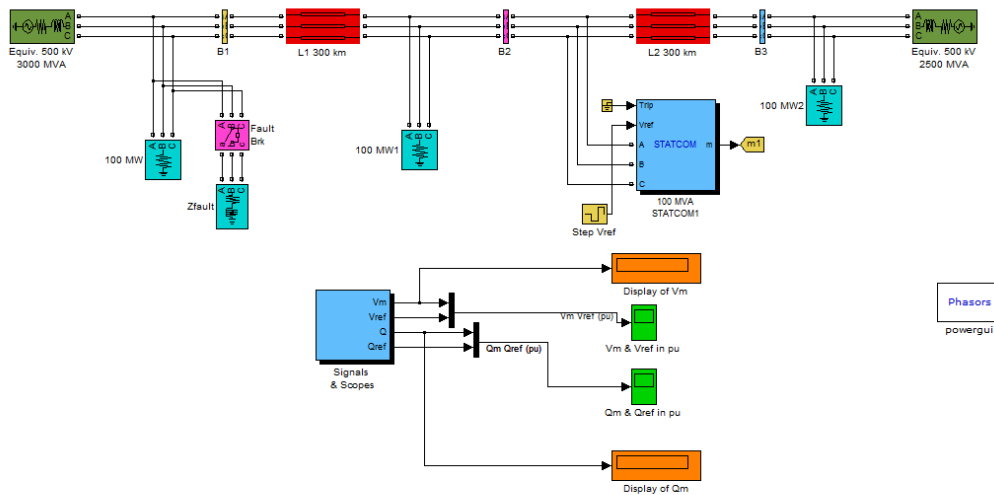 A
B
C
Equiv. 500 kV
3000 MVA
B1
L1 300 km
B2
L2 300 km
B3
A
B
C
Equiv. 500 kV
2500 MVA
A B C
100 MW
A B C
a b c
Fault
Brk
A B C
Zfault
A B C
100 MW1
Trip
Vref
A
B
C
STATCOM
m
m1
100 MVA
STATCOM1
Step Vref
A B C
100 MW2
Vm
Vref
Q
Qref
Signals
& Scopes
Vm Vref (pu)
Qm Qref (pu)
Display of Vm
Vm & Vref in pu
Qm & Qref in pu
Display of Qm
Phasors
powergui